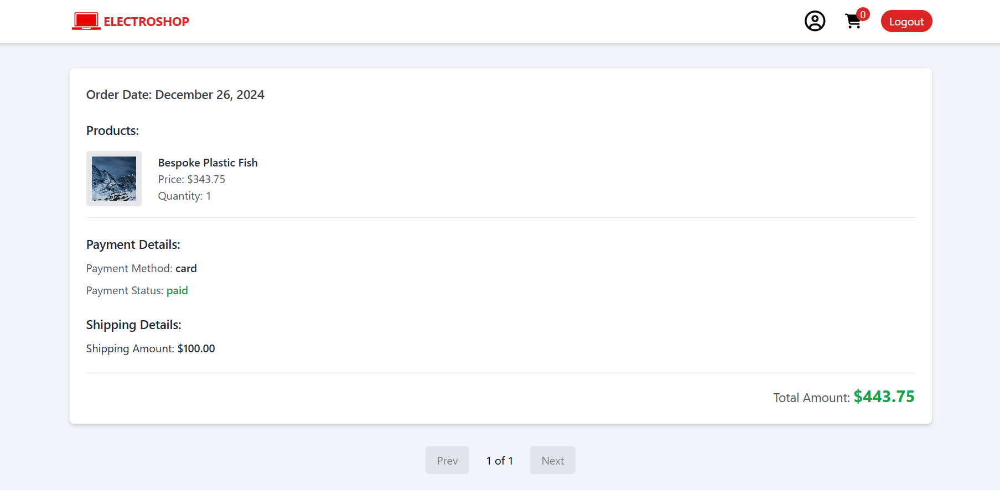 ELECTROSHOP
0
Logout
Order Date: December 26, 2024
Products:
Bespoke Plastic Fish
Price: $343.75
Quantity: 1
Payment Details:
Payment Method: card
Payment Status: paid
Shipping Details:
Shipping Amount: $100.00
Total Amount: $443.75
Prev
1 of 1
Next